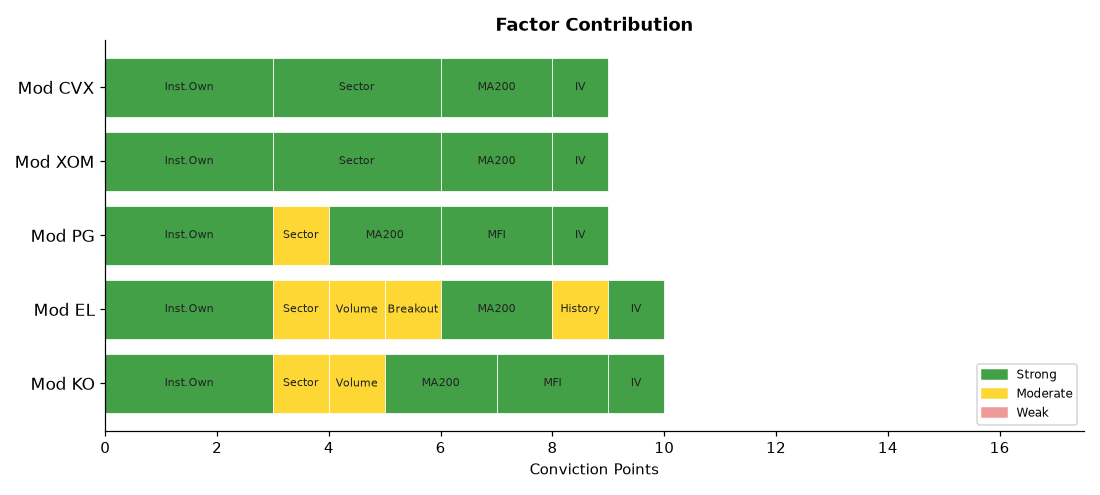 Factor Contribution
Mod CVX Inst.Own Sector MA200 IV
Mod XOM Inst.Own Sector MA200 IV
Mod PG Inst.Own Sector MA200 MFI IV
Mod EL Inst.Own Sector Volume Breakout MA200 History IV
Mod KO Inst.Own Sector Volume MA200 MFI IV
Strong
Moderate
Weak
0 2 4 6 8 10 12 14 16
Conviction Points